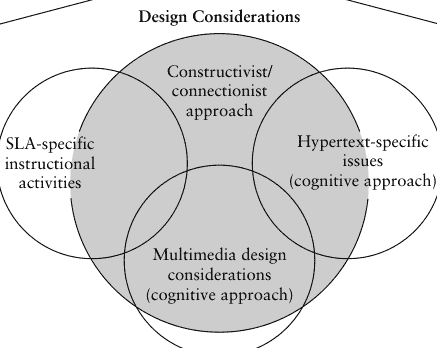 Design Considerations
Constructivist/
connectionist
approach
SLA-specific
instructional
activities
Hypertext-specific
issues
(cognitive approach)
Multimedia design
considerations
(cognitive approach)